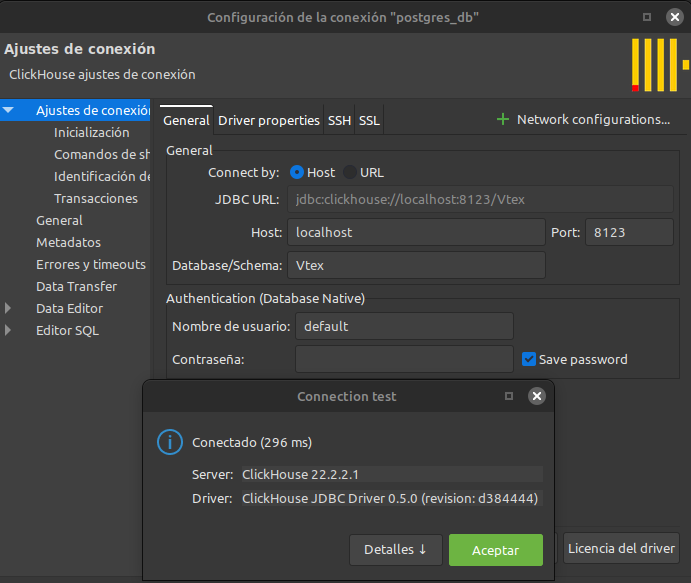 Configuración de la conexión "postgres_db"
Ajustes de conexión
ClickHouse ajustes de conexión
Ajustes de conexión
Inicialización
Comandos de sh
Identificación de
Transacciones
General
Metadatos
Errores y timeouts
Data Transfer
Data Editor
Editor SQL
General Driver properties SSH SSL Network configurations...
General
Connect by: Host URL
JDBC URL: jdbc:clickhouse://localhost:8123/Vtex
Host: localhost Port: 8123
Database/Schema: Vtex
Authentication (Database Native)
Nombre de usuario: default
Contraseña: Save password
Connection test
Conectado (296 ms)
Server: ClickHouse 22.2.2.1
Driver: ClickHouse JDBC Driver 0.5.0 (revision: d384444)
Detalles ↓ Aceptar
Licencia del driver